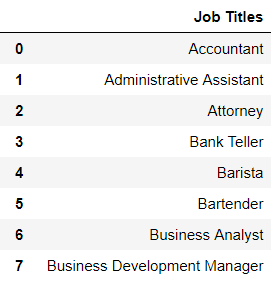 Job Titles
0 Accountant
1 Administrative Assistant
2 Attorney
3 Bank Teller
4 Barista
5 Bartender
6 Business Analyst
7 Business Development Manager